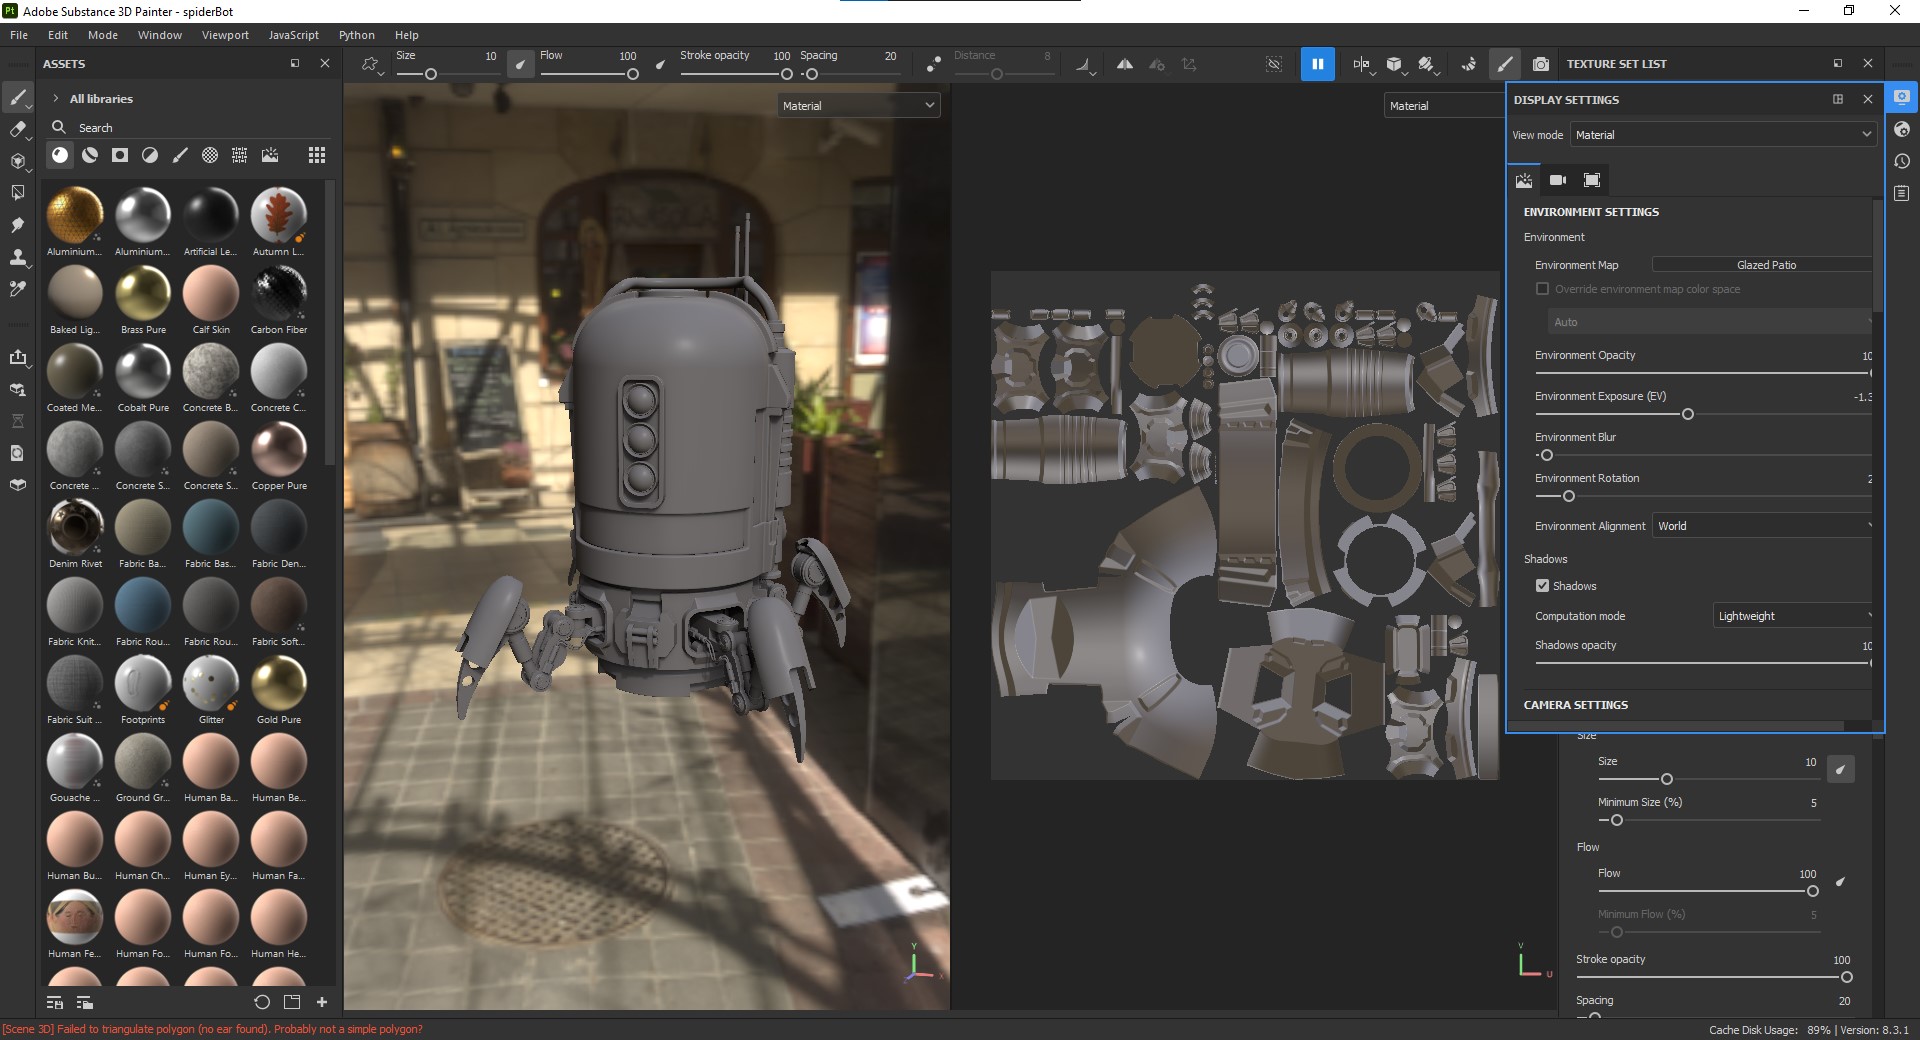 Pt Adobe Substance 3D Painter - spiderBot
File Edit Mode Window Viewport JavaScript Python Help
ASSETS
All libraries
Search
Aluminium... Aluminium... Artificial Le... Autumn L...
Baked Lig... Brass Pure Calf Skin Carbon Fiber
Coated Me... Cobalt Pure Concrete B... Concrete C...
Concrete ... Concrete S... Concrete S... Copper Pure
Denim Rivet Fabric Ba... Fabric Bas... Fabric Den...
Fabric Knit... Fabric Rou... Fabric Rou... Fabric Soft...
Fabric Suit ... Footprints Glitter Gold Pure
Gouache ... Ground Gr... Human Ba... Human Be...
Human Bu... Human Ch... Human Ey... Human Fa...
Human Fe... Human Fo... Human Fo... Human He...
Size 10 Flow 100 Stroke opacity 100 Spacing 20 Distance 8
Material
Y
X
Material
V
U
TEXTURE SET LIST
DISPLAY SETTINGS
View mode Material
ENVIRONMENT SETTINGS
Environment
Environment Map Glazed Patio
Override environment map color space
Auto
Environment Opacity 10
Environment Exposure (EV) -1.3
Environment Blur
Environment Rotation 2
Environment Alignment World
Shadows
Shadows
Computation mode Lightweight
Shadows opacity 10
CAMERA SETTINGS
Size
Size 10
Minimum Size (%) 5
Flow
Flow 100
Minimum Flow (%) 5
Stroke opacity 100
Spacing 20
[Scene 3D] Failed to triangulate polygon (no ear found). Probably not a simple polygon?
Cache Disk Usage: 89% | Version: 8.3.1